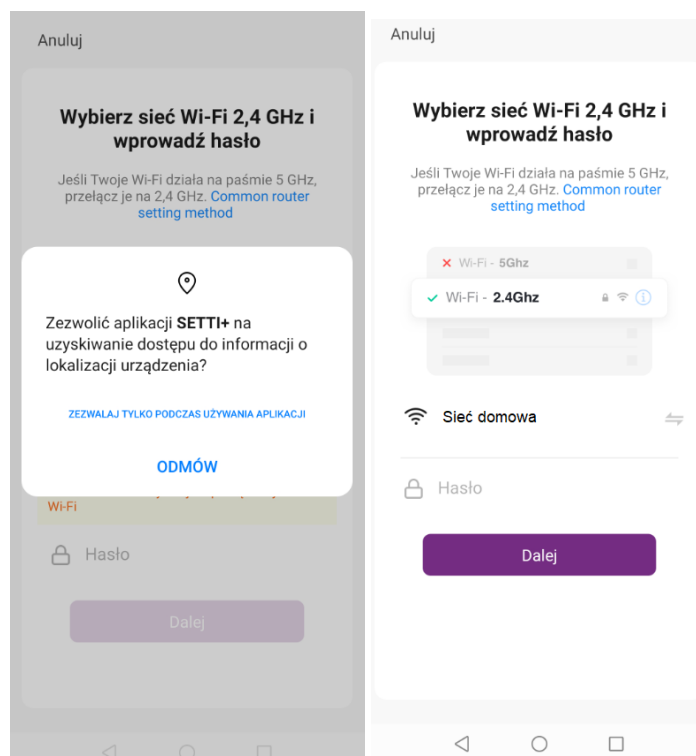 Anuluj
Wybierz sieć Wi-Fi 2,4 GHz i
wprowadź hasło
Jeśli Twoje Wi-Fi działa na paśmie 5 GHz,
przełącz je na 2,4 GHz. Common router
setting method
Zezwolić aplikacji SETTI+ na
uzyskiwanie dostępu do informacji o
lokalizacji urządzenia?
ZEZWALAJ TYLKO PODCZAS UŻYWANIA APLIKACJI
ODMÓW
Wi-Fi
Hasło
Dalej
Anuluj
Wybierz sieć Wi-Fi 2,4 GHz i
wprowadź hasło
Jeśli Twoje Wi-Fi działa na paśmie 5 GHz,
przełącz je na 2,4 GHz. Common router
setting method
Wi-Fi - 5Ghz
Wi-Fi - 2.4Ghz
Sieć domowa
Hasło
Dalej